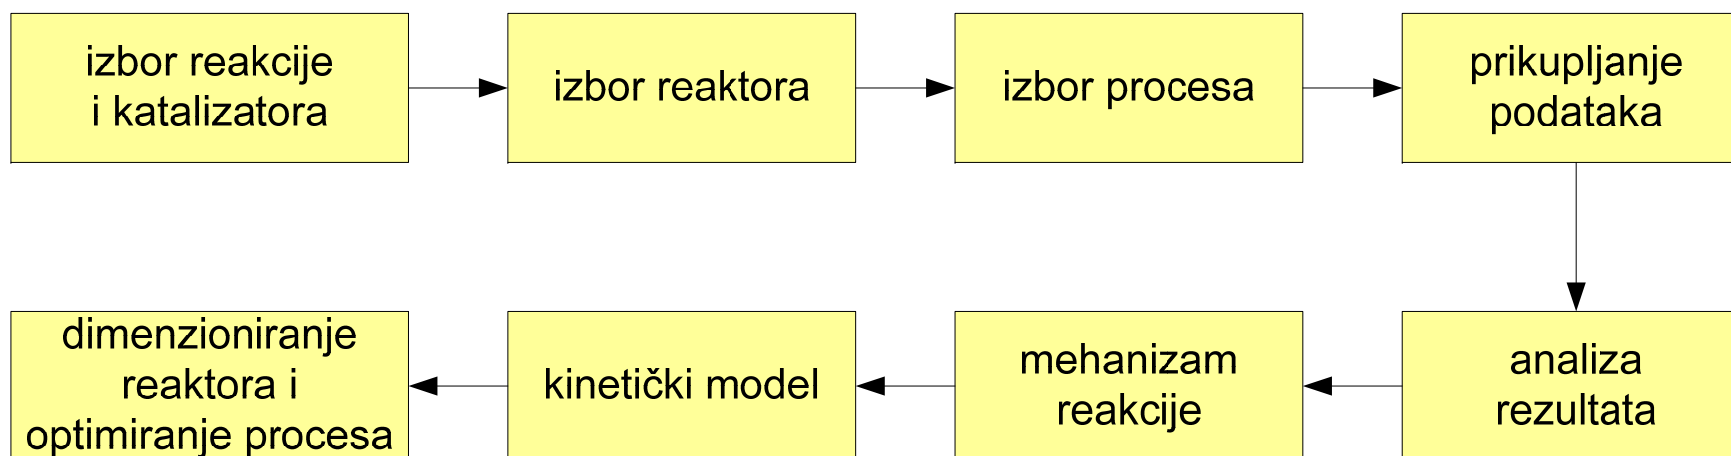 izbor reakcije
i katalizatora
izbor reaktora
izbor procesa
prikupljanje
podataka
analiza
rezultata
mehanizam
reakcije
kinetički model
dimenzioniranje
reaktora i
optimiranje procesa